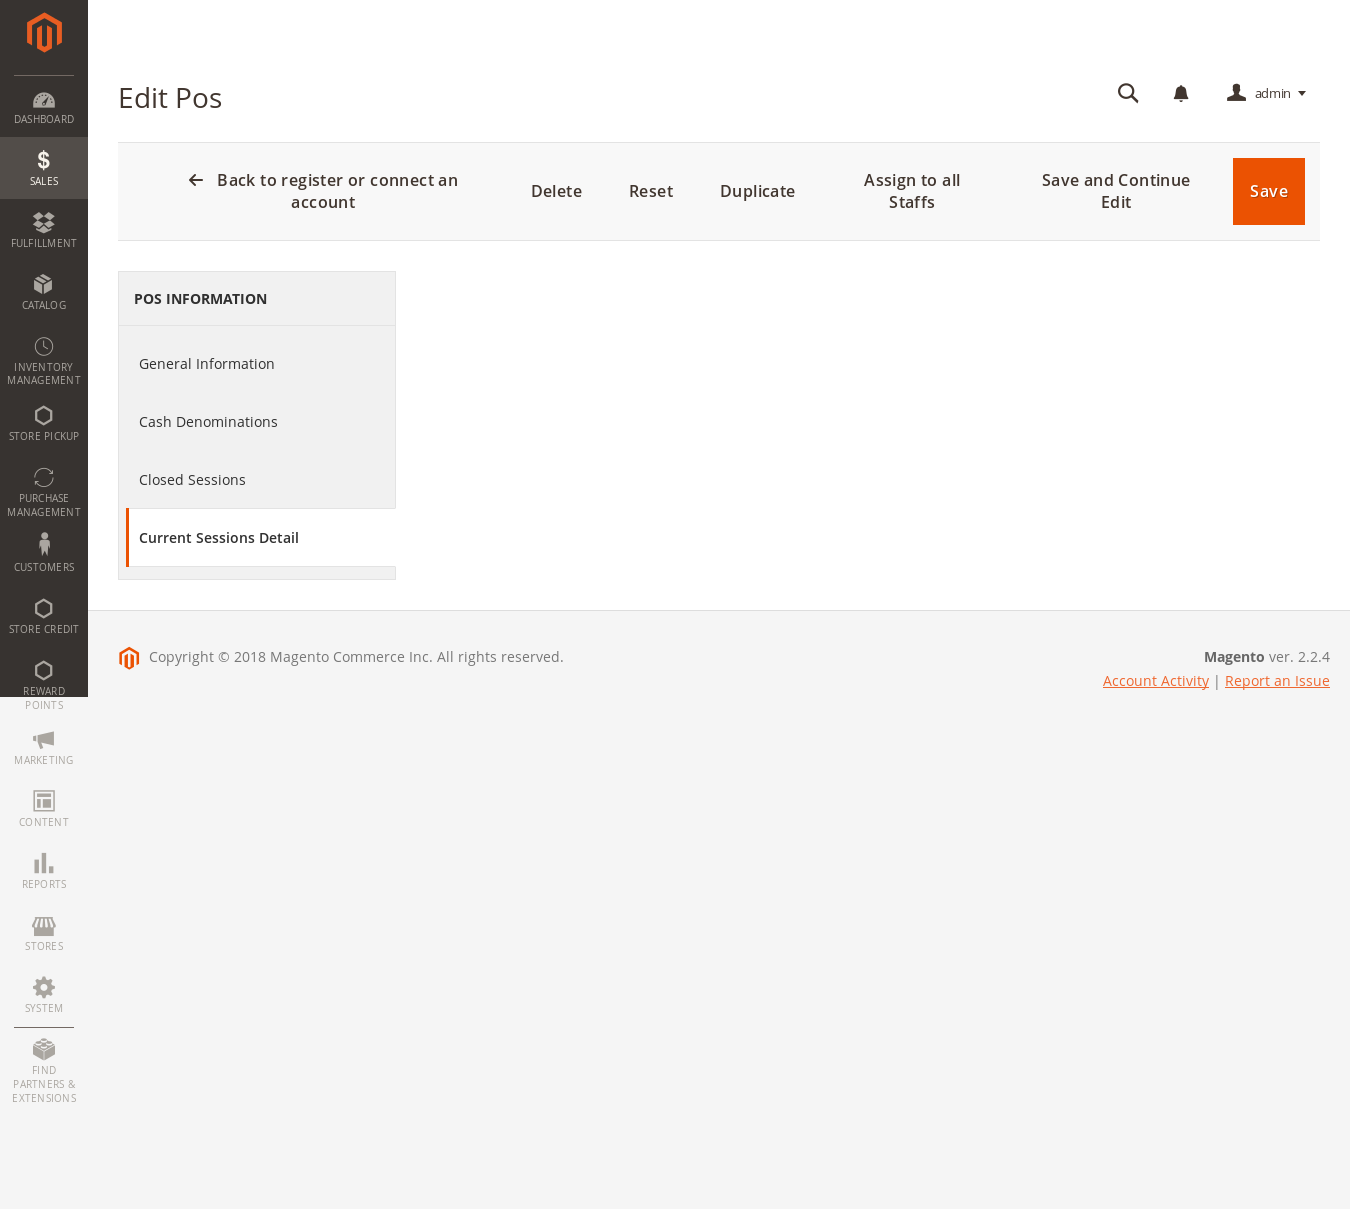 DASHBOARD
SALES
FULFILLMENT
CATALOG
INVENTORY
MANAGEMENT
STORE PICKUP
PURCHASE
MANAGEMENT
CUSTOMERS
STORE CREDIT
REWARD
POINTS
MARKETING
CONTENT
REPORTS
STORES
SYSTEM
FIND
PARTNERS &
EXTENSIONS
Edit Pos
admin
Back to register or connect an
account
Delete
Reset
Duplicate
Assign to all
Staffs
Save and Continue
Edit
Save
POS INFORMATION
General Information
Cash Denominations
Closed Sessions
Current Sessions Detail
Copyright © 2018 Magento Commerce Inc. All rights reserved.
Magento ver. 2.2.4
Account Activity | Report an Issue